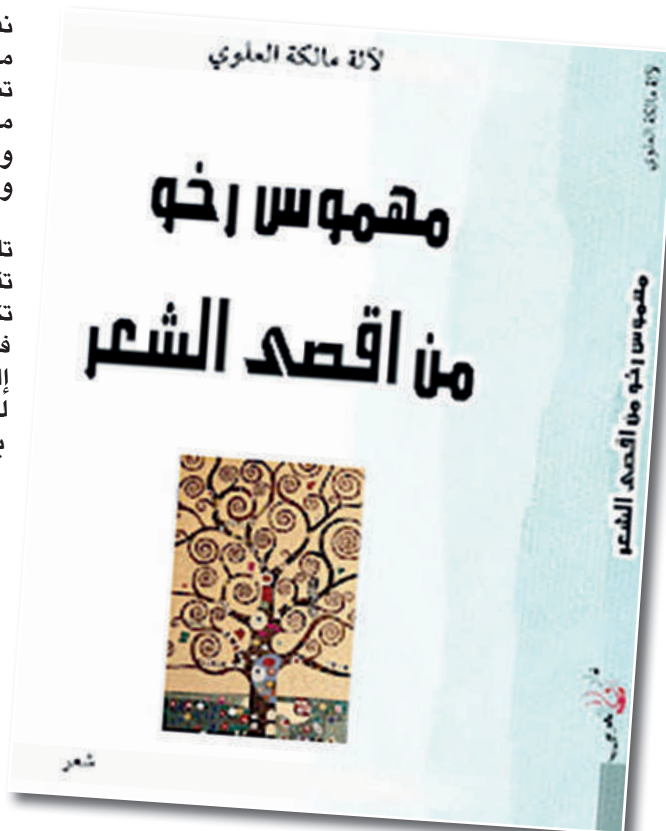 لالة مالكة العلوي
مهموس رخو
من اقصى الشعر
شعر
لالة مالكة العلوي
مهموس رخو من اقصى الشعر